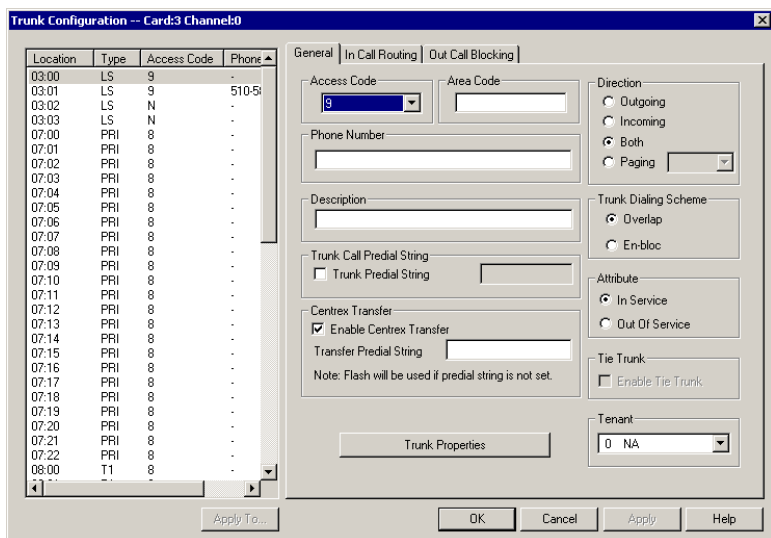 Trunk Configuration -- Card:3 Channel:0
Location Type Access Code Phone
03:00 LS 9 -
03:01 LS 9 510-58
03:02 LS N -
03:03 LS N -
07:00 PRI 8 -
07:01 PRI 8 -
07:02 PRI 8 -
07:03 PRI 8 -
07:04 PRI 8 -
07:05 PRI 8 -
07:06 PRI 8 -
07:07 PRI 8 -
07:08 PRI 8 -
07:09 PRI 8 -
07:10 PRI 8 -
07:11 PRI 8 -
07:12 PRI 8 -
07:13 PRI 8 -
07:14 PRI 8 -
07:15 PRI 8 -
07:16 PRI 8 -
07:17 PRI 8 -
07:18 PRI 8 -
07:19 PRI 8 -
07:20 PRI 8 -
07:21 PRI 8 -
07:22 PRI 8 -
08:00 T1 8 -
Apply To...
General In Call Routing Out Call Blocking
Access Code
9
Area Code
Phone Number
Description
Trunk Call Predial String
Trunk Predial String
Centrex Transfer
Enable Centrex Transfer
Transfer Predial String
Note: Flash will be used if predial string is not set.
Trunk Properties
Direction
Outgoing
Incoming
Both
Paging
Trunk Dialing Scheme
Overlap
En-bloc
Attribute
In Service
Out Of Service
Tie Trunk
Enable Tie Trunk
Tenant
0 NA
OK Cancel Apply Help